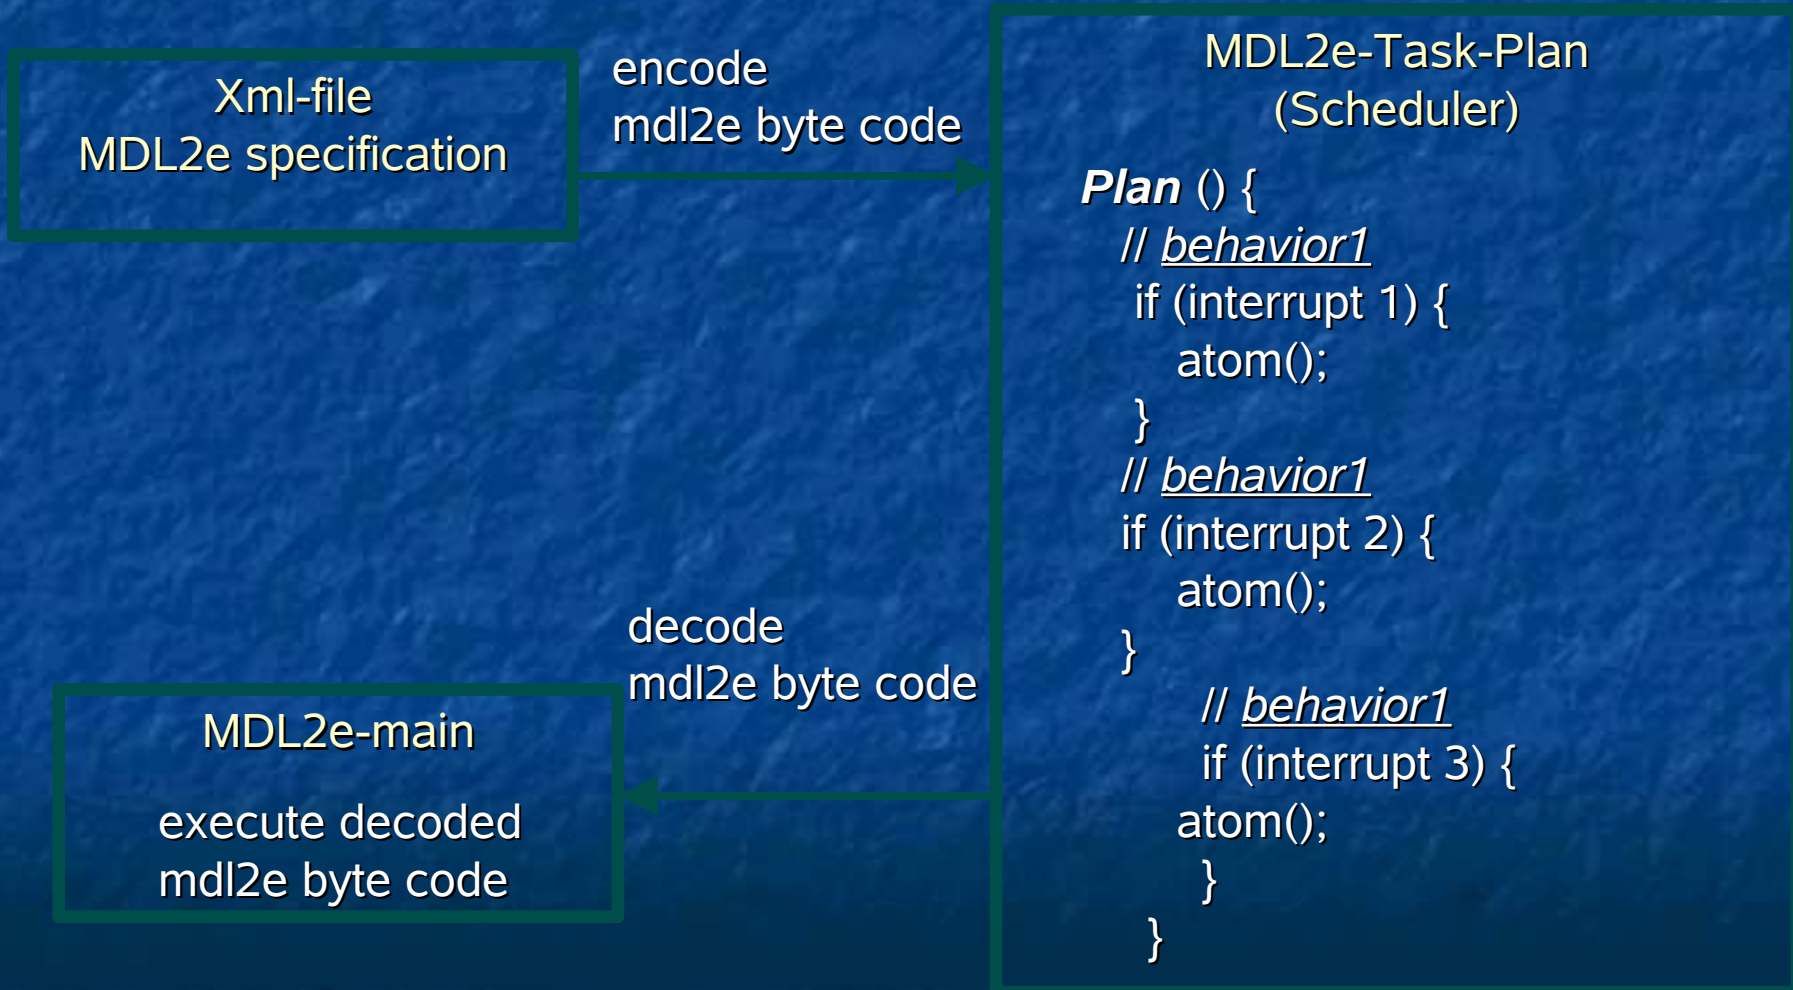 Xml-file
MDL2e specification
encode
mdl2e byte code
MDL2e-Task-Plan
(Scheduler)
Plan () {
// behavior1
if (interrupt 1) {
atom();
}
// behavior1
if (interrupt 2) {
atom();
}
// behavior1
if (interrupt 3) {
atom();
}
}
decode
mdl2e byte code
MDL2e-main
execute decoded
mdl2e byte code